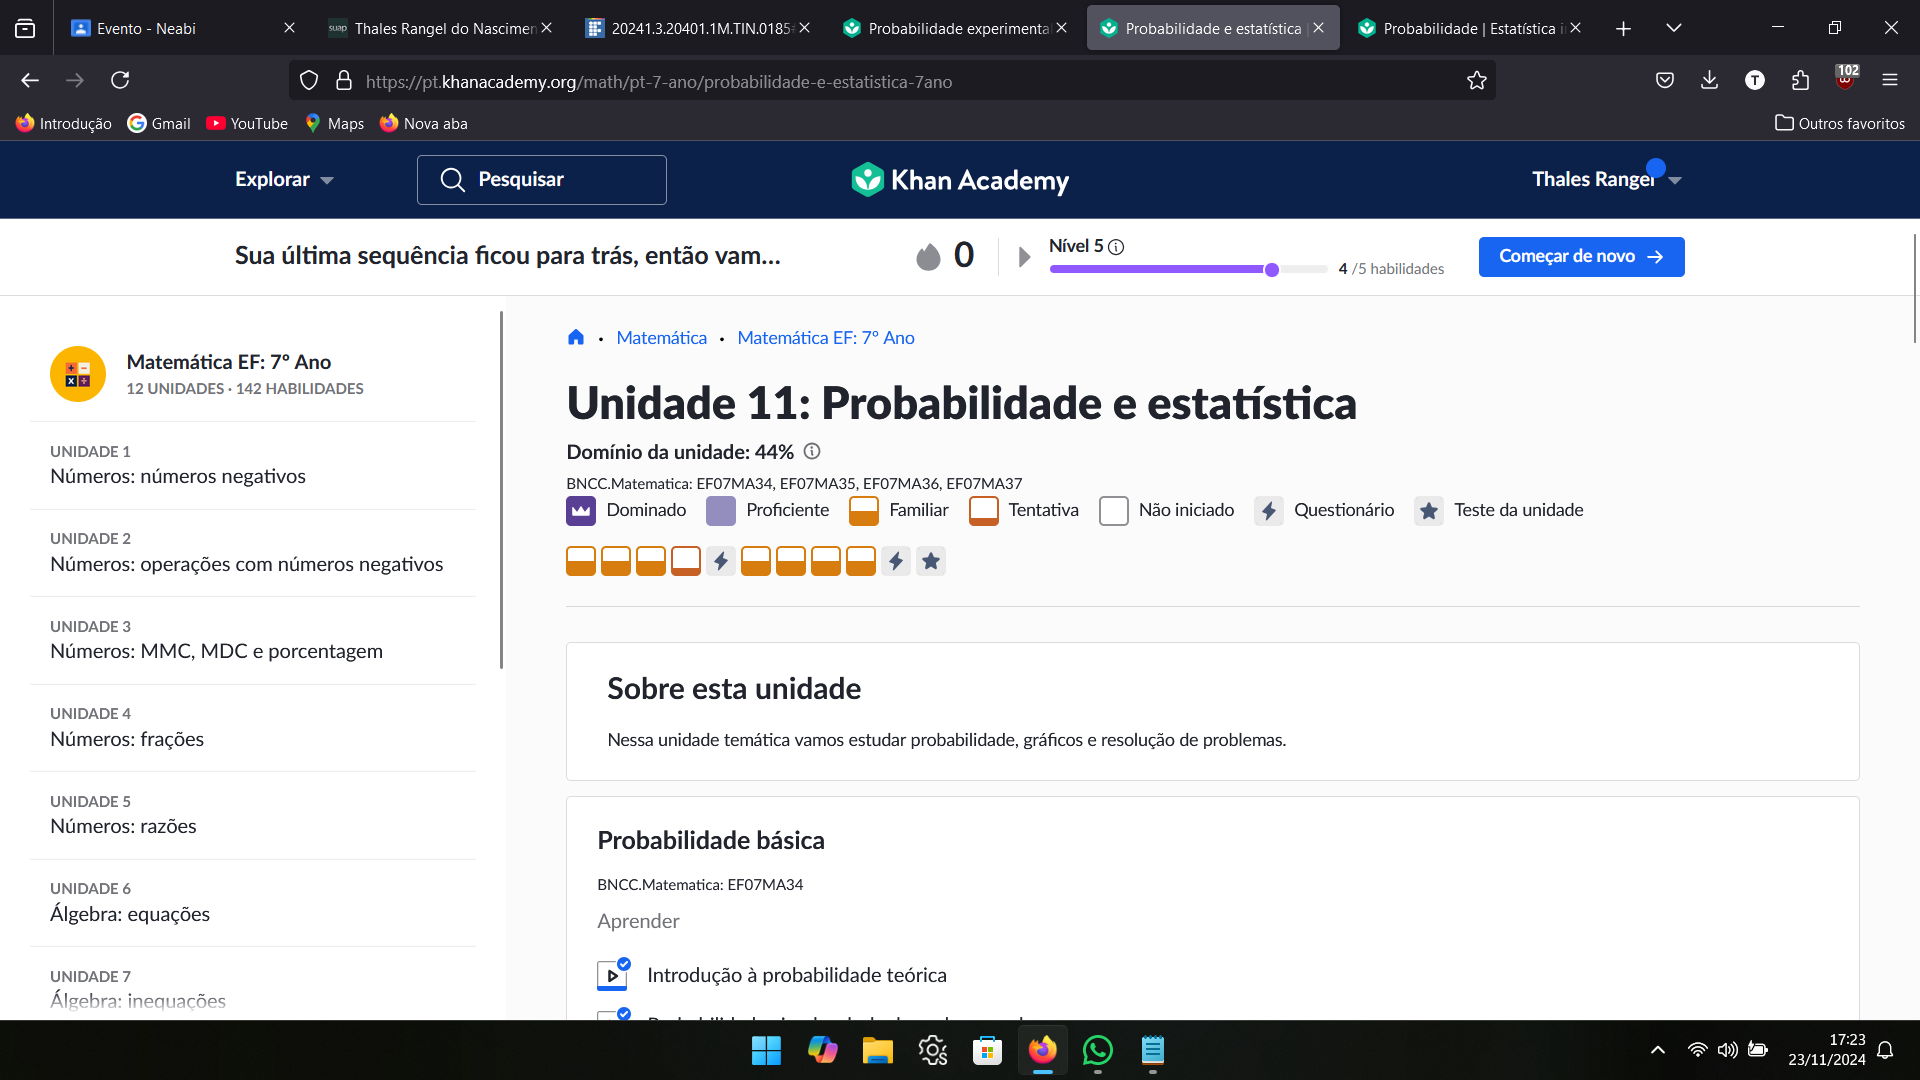 Evento - Neabi
suap Thales Rangel do Nascimen
20241.3.20401.1M.TIN.0185
Probabilidade experimental
Probabilidade e estatística
Probabilidade | Estatística i
https://pt.khanacademy.org/math/pt-7-ano/probabilidade-e-estatistica-7ano
T
102
Introdução
Gmail
YouTube
Maps
Nova aba
Outros favoritos
Explorar
Pesquisar
Khan Academy
Thales Rangel
Sua última sequência ficou para trás, então vam...
0
Nível 5
4 /5 habilidades
Começar de novo
Matemática EF: 7º Ano
12 UNIDADES · 142 HABILIDADES
UNIDADE 1
Números: números negativos
UNIDADE 2
Números: operações com números negativos
UNIDADE 3
Números: MMC, MDC e porcentagem
UNIDADE 4
Números: frações
UNIDADE 5
Números: razões
UNIDADE 6
Álgebra: equações
UNIDADE 7
Álgebra: inequações
Matemática
Matemática EF: 7º Ano
Unidade 11: Probabilidade e estatística
Domínio da unidade: 44%
BNCC.Matematica: EF07MA34, EF07MA35, EF07MA36, EF07MA37
Dominado
Proficiente
Familiar
Tentativa
Não iniciado
Questionário
Teste da unidade
Sobre esta unidade
Nessa unidade temática vamos estudar probabilidade, gráficos e resolução de problemas.
Probabilidade básica
BNCC.Matematica: EF07MA34
Aprender
Introdução à probabilidade teórica
17:23
23/11/2024